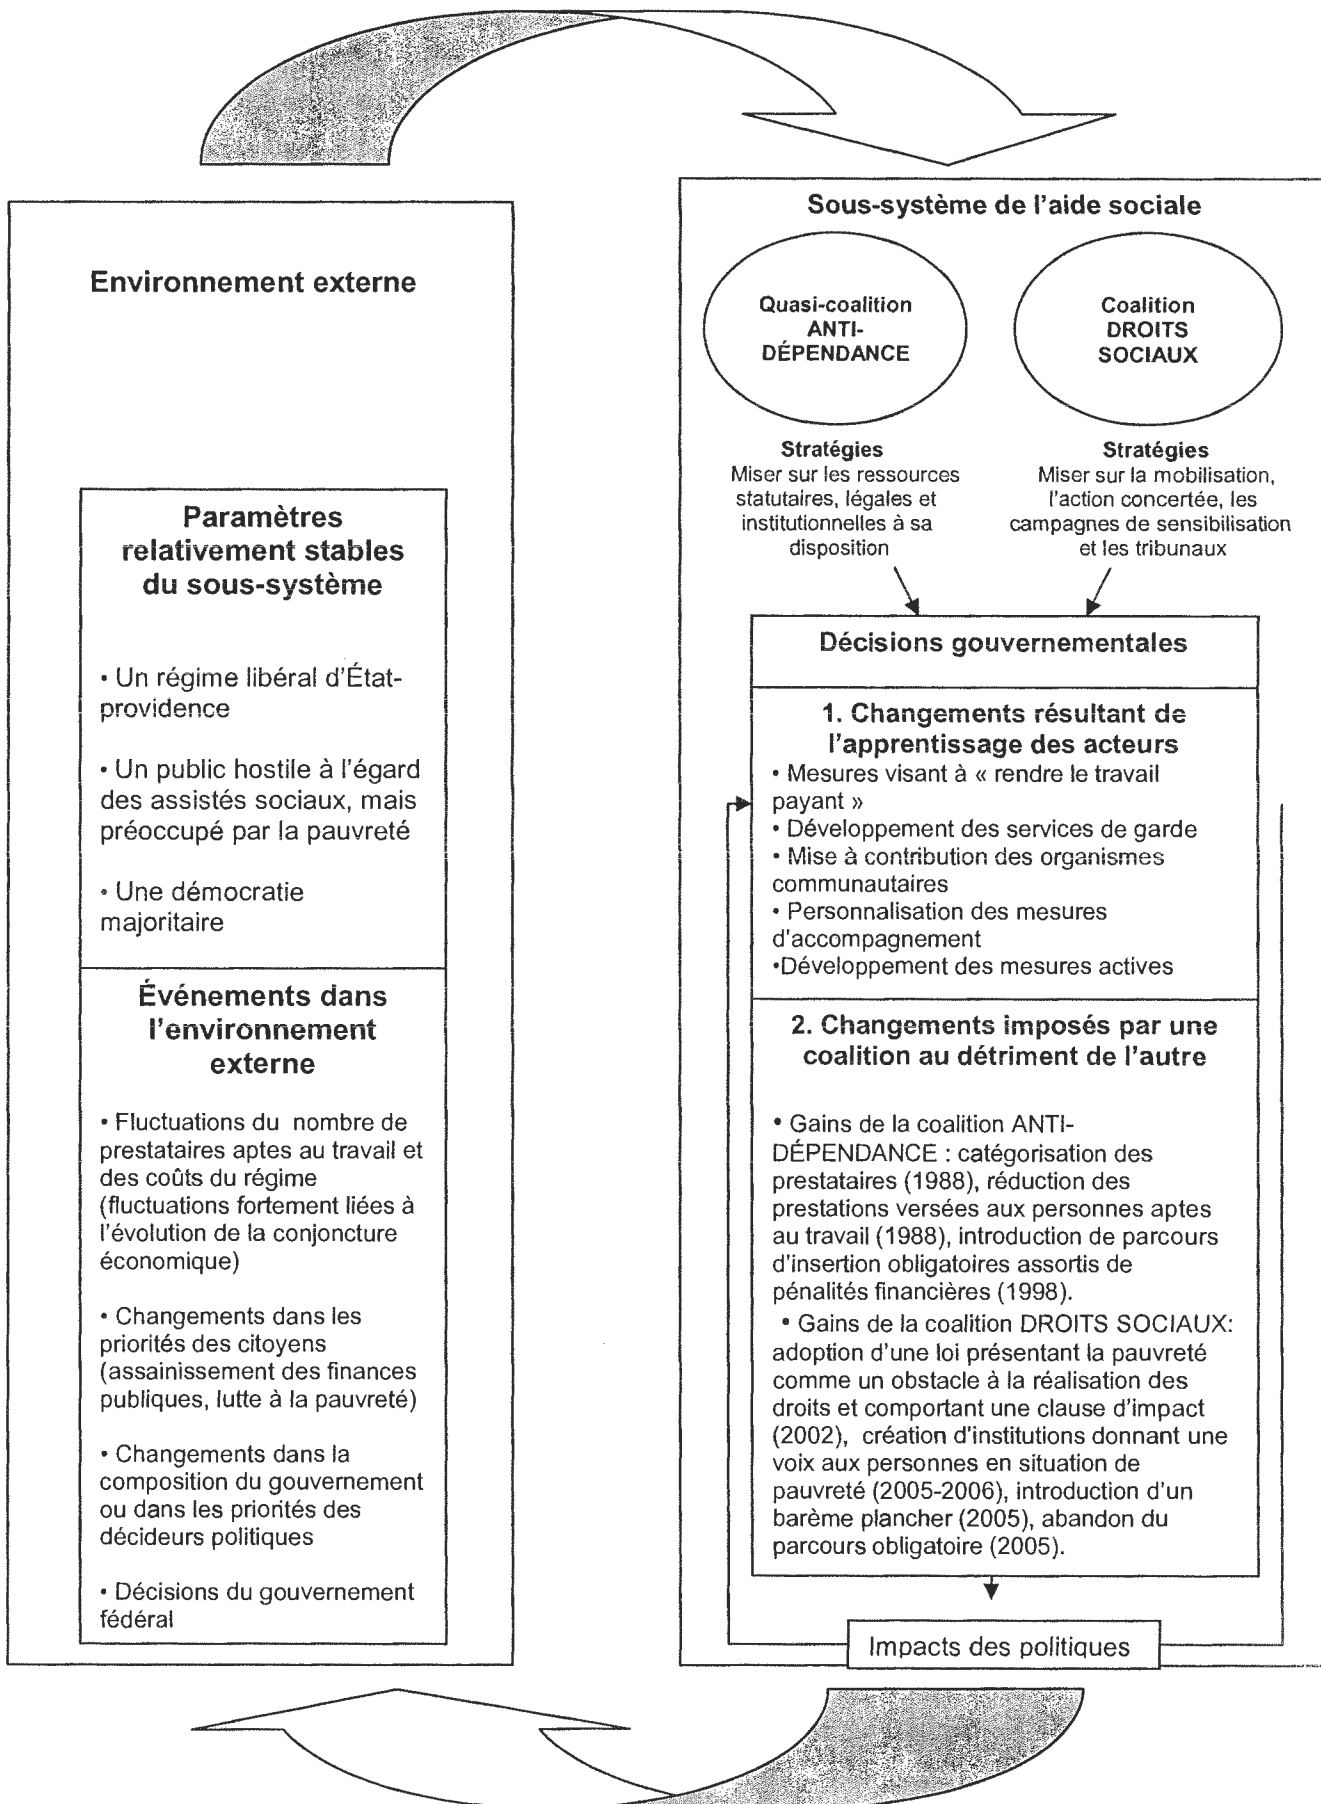 Environnement externe
Paramètres
relativement stables
du sous-système
• Un régime libéral d'État-
providence
• Un public hostile à l'égard
des assistés sociaux, mais
préoccupé par la pauvreté
• Une démocratie
majoritaire
Événements dans
l'environnement
externe
• Fluctuations du nombre de
prestataires aptes au travail et
des coûts du régime
(fluctuations fortement liées à
l'évolution de la conjoncture
économique)
• Changements dans les
priorités des citoyens
(assainissement des finances
publiques, lutte à la pauvreté)
• Changements dans la
composition du gouvernement
ou dans les priorités des
décideurs politiques
• Décisions du gouvernement
fédéral
Sous-système de l'aide sociale
Quasi-coalition
ANTI-
DÉPENDANCE
Coalition
DROITS
SOCIAUX
Stratégies
Miser sur les ressources
statutaires, légales et
institutionnelles à sa
disposition
Stratégies
Miser sur la mobilisation,
l'action concertée, les
campagnes de sensibilisation
et les tribunaux
Décisions gouvernementales
1. Changements résultant de
l'apprentissage des acteurs
• Mesures visant à « rendre le travail
payant »
• Développement des services de garde
• Mise à contribution des organismes
communautaires
• Personnalisation des mesures
d'accompagnement
•Développement des mesures actives
2. Changements imposés par une
coalition au détriment de l'autre
• Gains de la coalition ANTI-
DÉPENDANCE : catégorisation des
prestataires (1988), réduction des
prestations versées aux personnes aptes
au travail (1988), introduction de parcours
d'insertion obligatoires assortis de
pénalités financières (1998).
• Gains de la coalition DROITS SOCIAUX:
adoption d'une loi présentant la pauvreté
comme un obstacle à la réalisation des
droits et comportant une clause d'impact
(2002), création d'institutions donnant une
voix aux personnes en situation de
pauvreté (2005-2006), introduction d'un
barème plancher (2005), abandon du
parcours obligatoire (2005).
Impacts des politiques